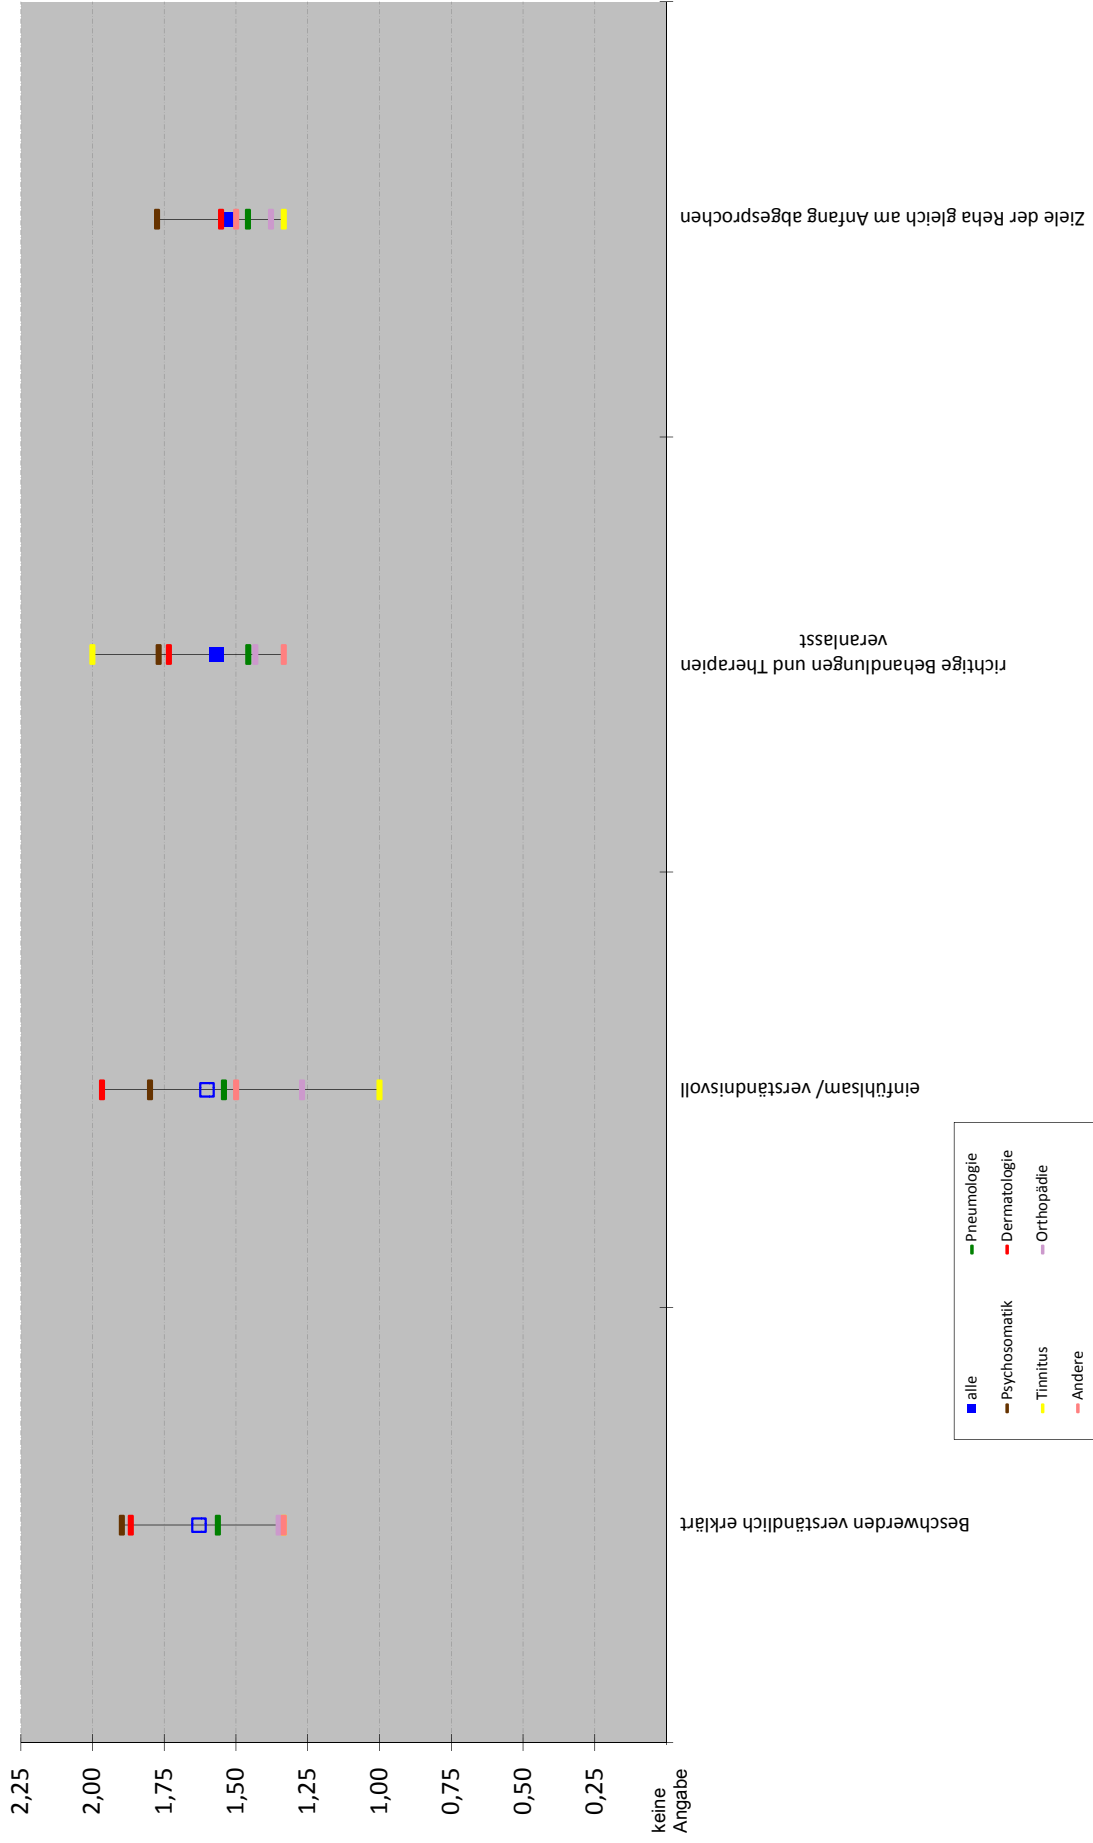 2,25
2,00
1,75
1,50
1,25
1,00
0,75
0,50
0,25
keine
Angabe
Beschwerden verständlich erklärt
einfühlsam/ verständnisvoll
richtige Behandlungen und Therapien
veranlasst
Ziele der Reha gleich am Anfang abgesprochen
alle
Pneumologie
Psychosomatik
Dermatologie
Tinnitus
Orthopädie
Andere